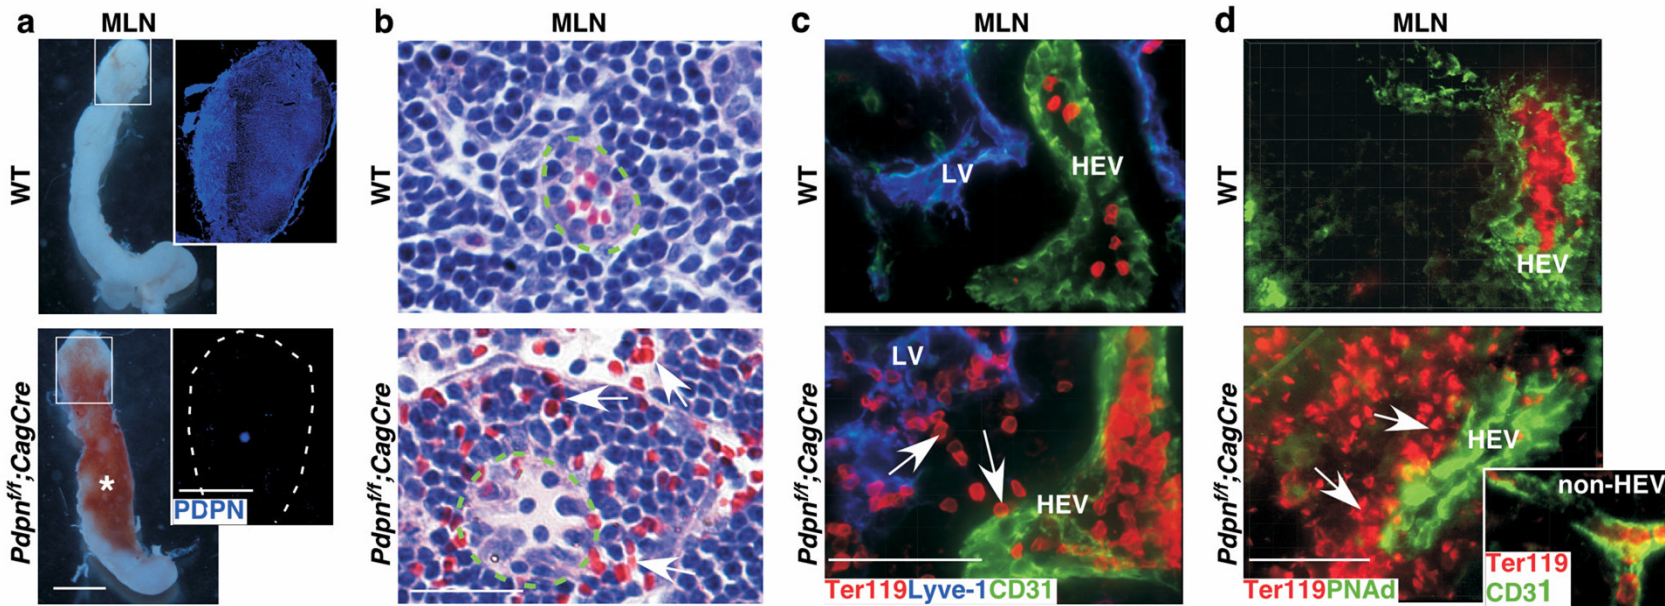 a
MLN
WT
Pdpnf/f;CagCre
*
PDPN
b
MLN
WT
Pdpnf/f;CagCre
c
MLN
WT
LV
HEV
Pdpnf/f;CagCre
LV
HEV
Ter119Lyve-1CD31
d
MLN
WT
HEV
Pdpnf/f;CagCre
HEV
Ter119PNAd
non-HEV
Ter119
CD31